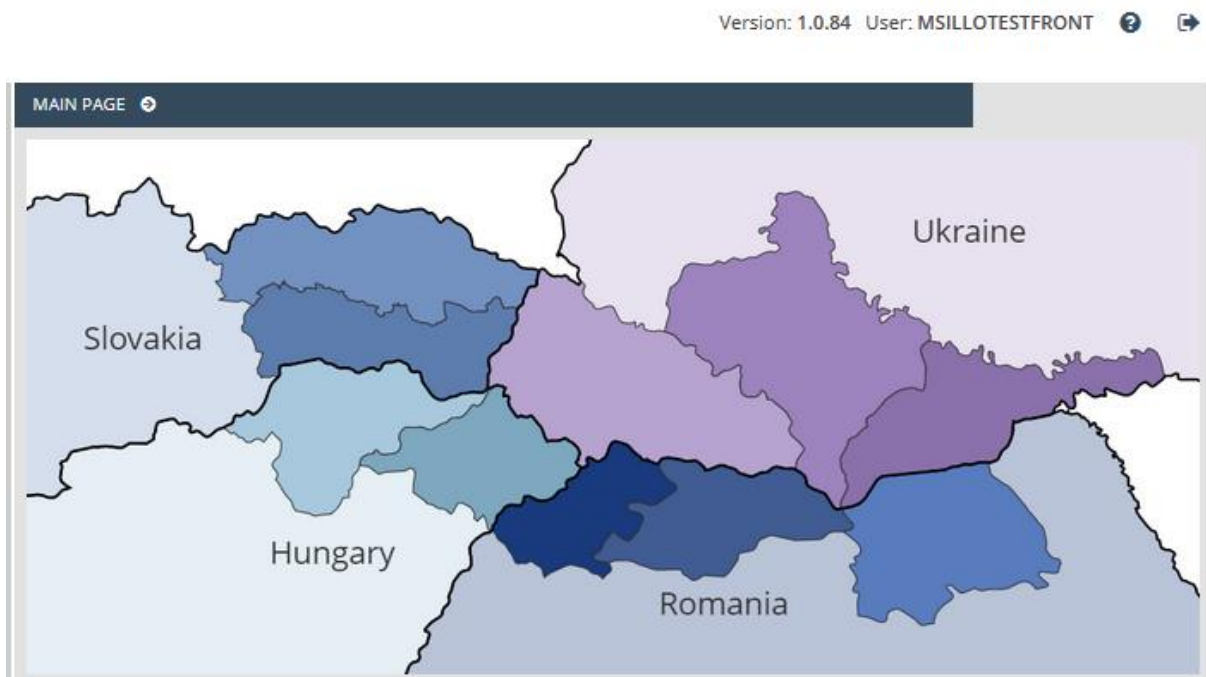 Version: 1.0.84 User: MSILLOTESTFRONT
MAIN PAGE
Ukraine
Slovakia
Hungary
Romania